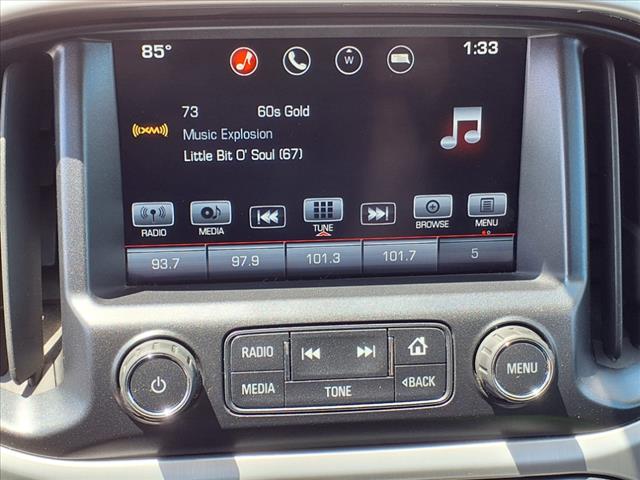 85° W 1:33
73 60s Gold
((XM))
Music Explosion
Little Bit O' Soul (67)
RADIO MEDIA TUNE BROWSE MENU
93.7 97.9 101.3 101.7 5
RADIO
MENU
MEDIA TONE BACK